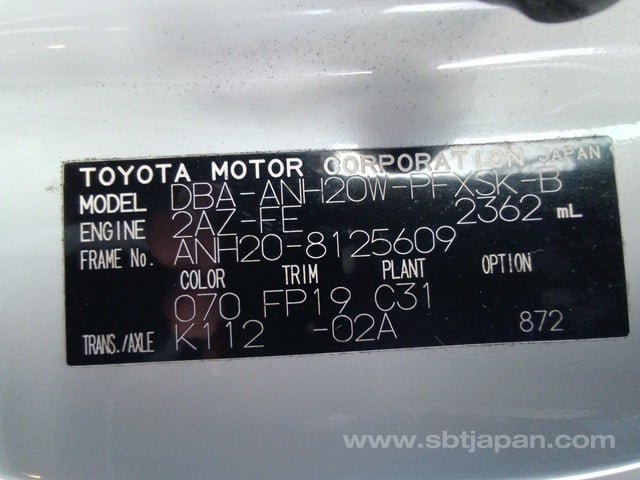 TOYOTA MOTOR CORPORATION JAPAN
MODEL DBA-ANH20W-PFXSK-B
ENGINE 2AZ-FE 2362 mL
FRAME No. ANH20-8125609
COLOR TRIM PLANT OPTION
070 FP19 C31
TRANS./AXLE K112 -02A 872
www.sbtjapan.com